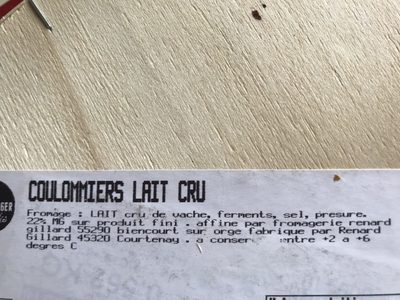 COULOMMIERS LAIT CRU
Fromage : LAIT cru de vache, ferments, sel, presure.
22% MG sur produit fini . affine par fromagerie renard
gillard 55290 biencourt sur orge fabrique par Renard
Gillard 45320 Courtenay . a conser entre +2 a +6
degres C
GER